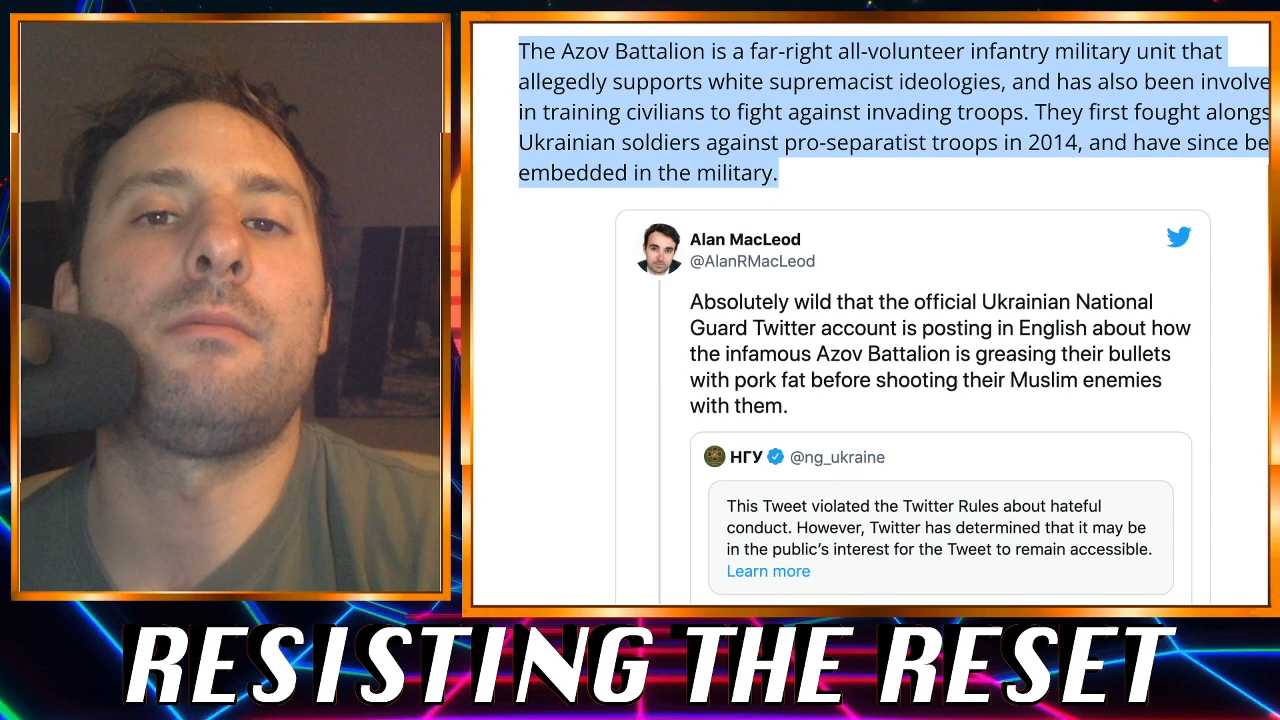 The Azov Battalion is a far-right all-volunteer infantry military unit that
allegedly supports white supremacist ideologies, and has also been involve
in training civilians to fight against invading troops. They first fought alongs
Ukrainian soldiers against pro-separatist troops in 2014, and have since be
embedded in the military.
Alan MacLeod
@AlanRMacLeod
Absolutely wild that the official Ukrainian National
Guard Twitter account is posting in English about how
the infamous Azov Battalion is greasing their bullets
with pork fat before shooting their Muslim enemies
with them.
НГУ @ng_ukraine
This Tweet violated the Twitter Rules about hateful
conduct. However, Twitter has determined that it may be
in the public’s interest for the Tweet to remain accessible.
Learn more
RESISTING THE RESET